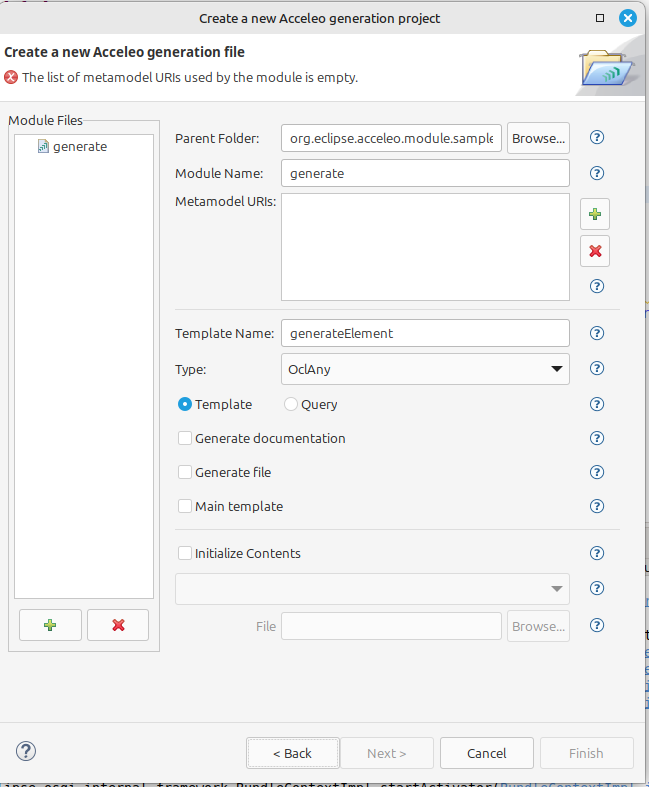 Create a new Acceleo generation project
Create a new Acceleo generation file
The list of metamodel URIs used by the module is empty.
Module Files
generate
Parent Folder: org.eclipse.acceleo.module.sample Browse...
Module Name: generate
Metamodel URIs:
Template Name: generateElement
Type: OclAny
Template Query
Generate documentation
Generate file
Main template
Initialize Contents
File Browse...
< Back Next > Cancel Finish